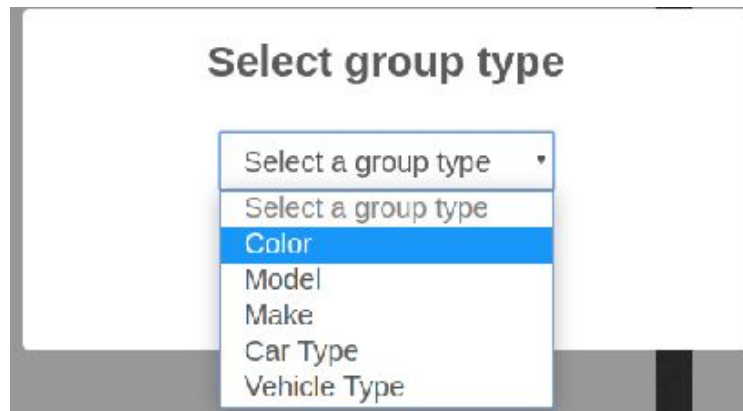 Select group type
Select a group type
Select a group type
Color
Model
Make
Car Type
Vehicle Type